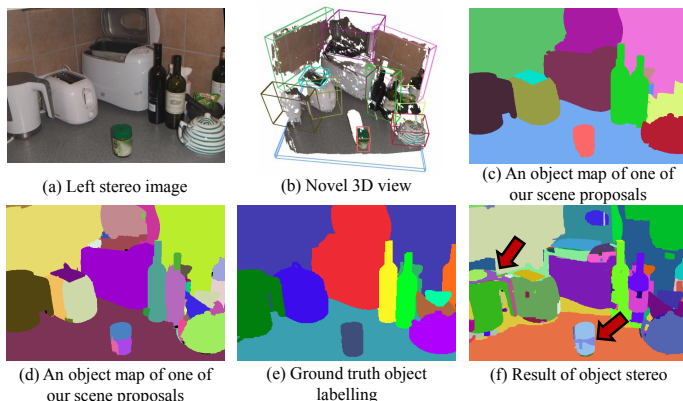 (a) Left stereo image
(b) Novel 3D view
(c) An object map of one of
our scene proposals
(d) An object map of one of
our scene proposals
(e) Ground truth object
labelling
(f) Result of object stereo